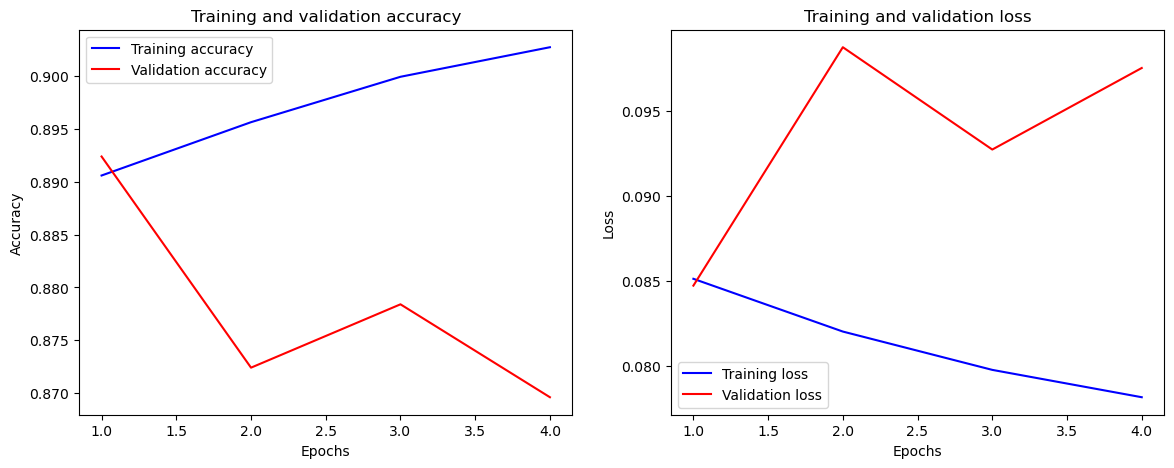 Training and validation accuracy
Training accuracy
Validation accuracy
0.900
0.895
0.890
0.885
0.880
0.875
0.870
Accuracy
1.0 1.5 2.0 2.5 3.0 3.5 4.0
Epochs
Training and validation loss
0.095
0.090
0.085
0.080
Loss
Training loss
Validation loss
1.0 1.5 2.0 2.5 3.0 3.5 4.0
Epochs